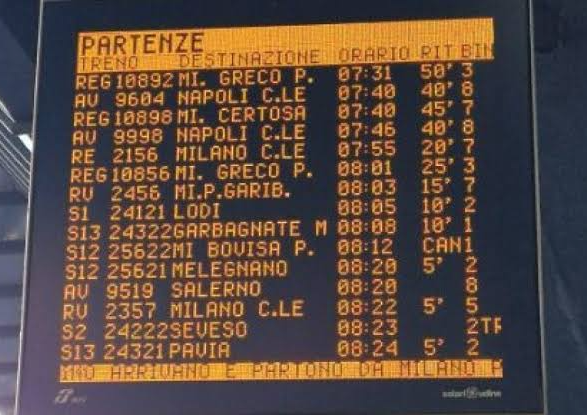 PARTENZE
TRENO DESTINAZIONE ORARIO RIT BIN
REG 10892 MI. GRECO P. 07:31 50' 3
AV 9604 NAPOLI C.LE 07:40 40' 8
REG 10898 MI. CERTOSA 07:40 45' 7
AV 9998 NAPOLI C.LE 07:46 40' 8
RE 2156 MILANO C.LE 07:55 20' 7
REG 10856 MI. GRECO P. 08:01 25' 3
RV 2456 MI.P.GARIB. 08:03 15' 7
S1 24121 LODI 08:05 10' 2
S13 24322 GARBAGNATE M 08:08 10' 1
S12 25622 MI BOVISA P. 08:12 CAN 1
S12 25621 MELEGNANO 08:20 5' 2
AV 9519 SALERNO 08:20 8
RV 2357 MILANO C.LE 08:22 5' 5
S2 24222 SEVESO 08:23 2TR
S13 24321 PAVIA 08:24 5' 2
MMO ARRIVANO E PARTONO DA MILANO A
solari udine